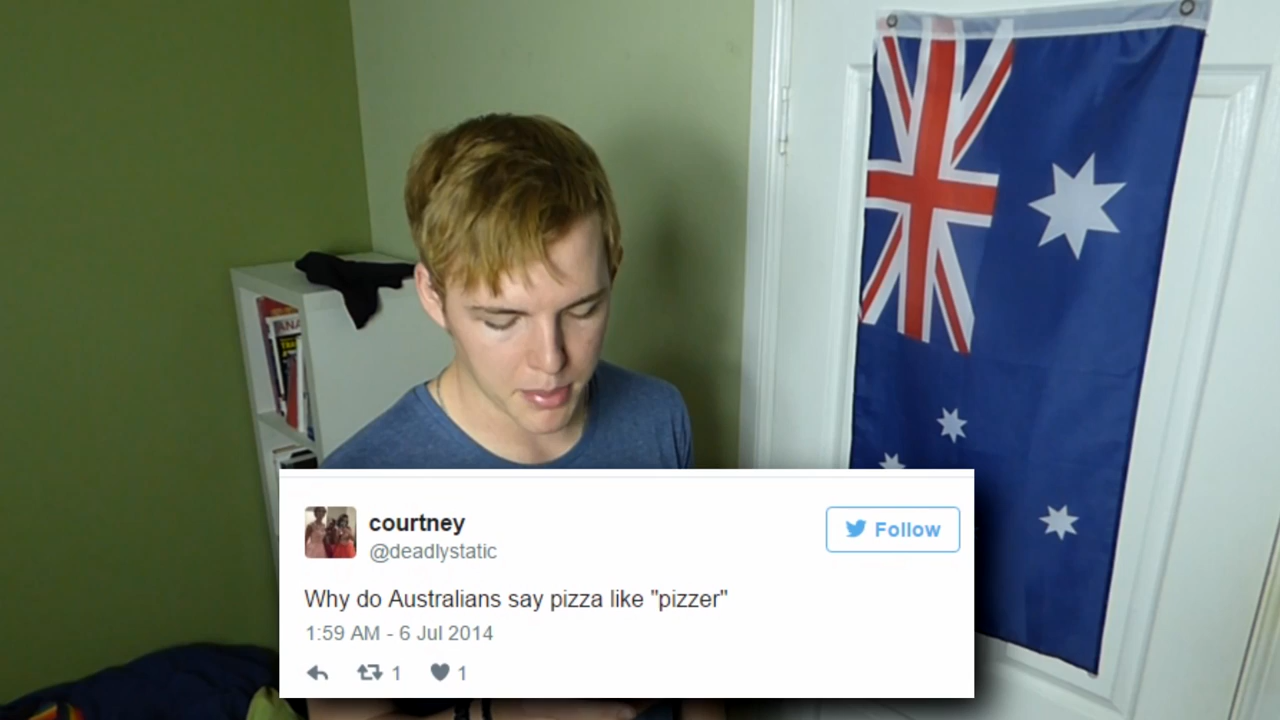 courtney
Follow
@deadlystatic
Why do Australians say pizza like "pizzer"
1:59 AM - 6 Jul 2014
1
1